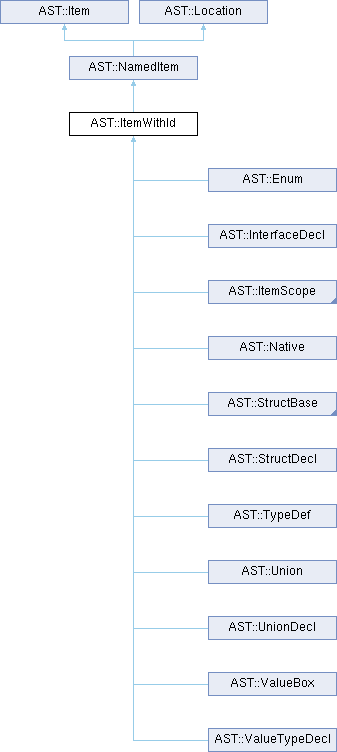 AST::Item
AST::Location
AST::NamedItem
AST::ItemWithId
AST::Enum
AST::InterfaceDecl
AST::ItemScope
AST::Native
AST::StructBase
AST::StructDecl
AST::TypeDef
AST::Union
AST::UnionDecl
AST::ValueBox
AST::ValueTypeDecl